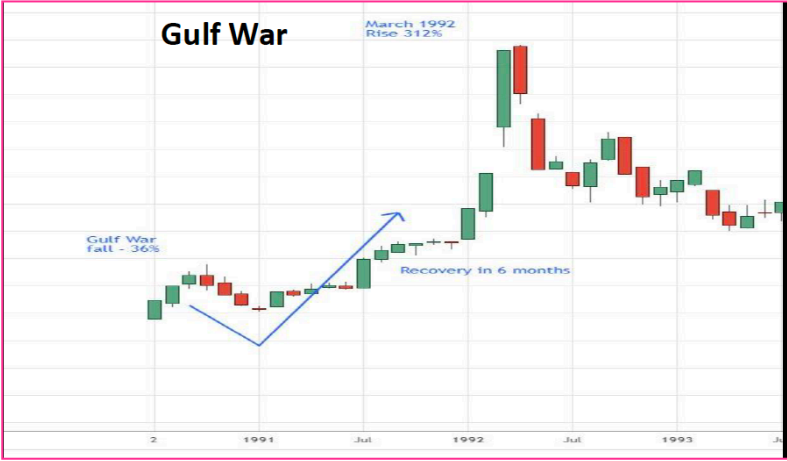 Gulf War
March 1992
Rise 312%
Gulf War
fall - 36%
Recovery in 6 months
2
1991
Jul
1992
Jul
1993